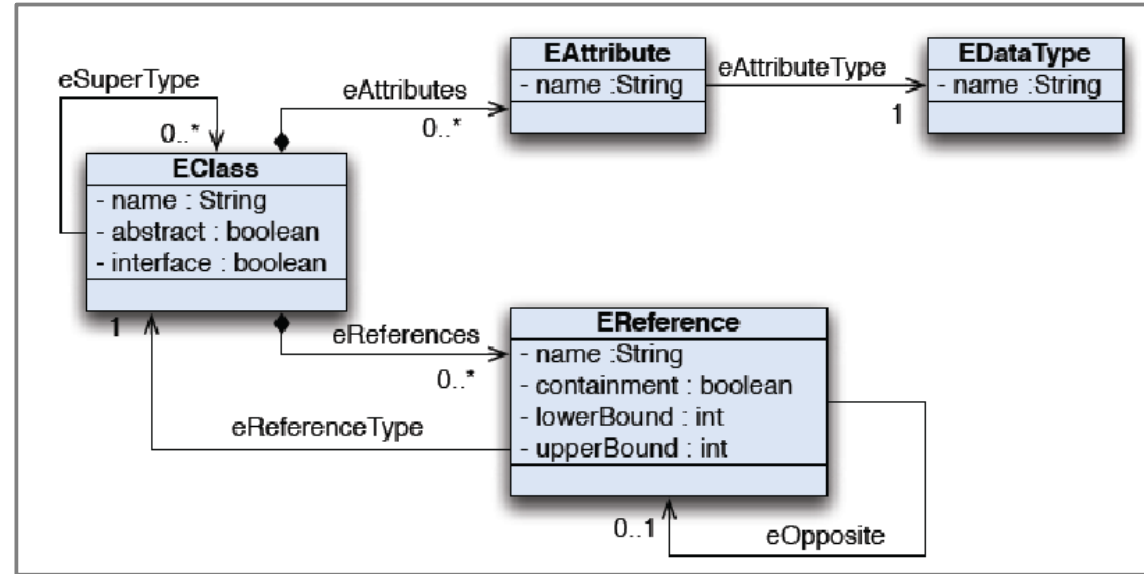 EAttribute
- name :String
eAttributeType
1
EDataType
- name :String
eSuperType
0..*
eAttributes
0..*
EClass
- name : String
- abstract : boolean
- interface : boolean
1
eReferences
0..*
eReferenceType
EReference
- name :String
- containment : boolean
- lowerBound : int
- upperBound : int
0..1
eOpposite